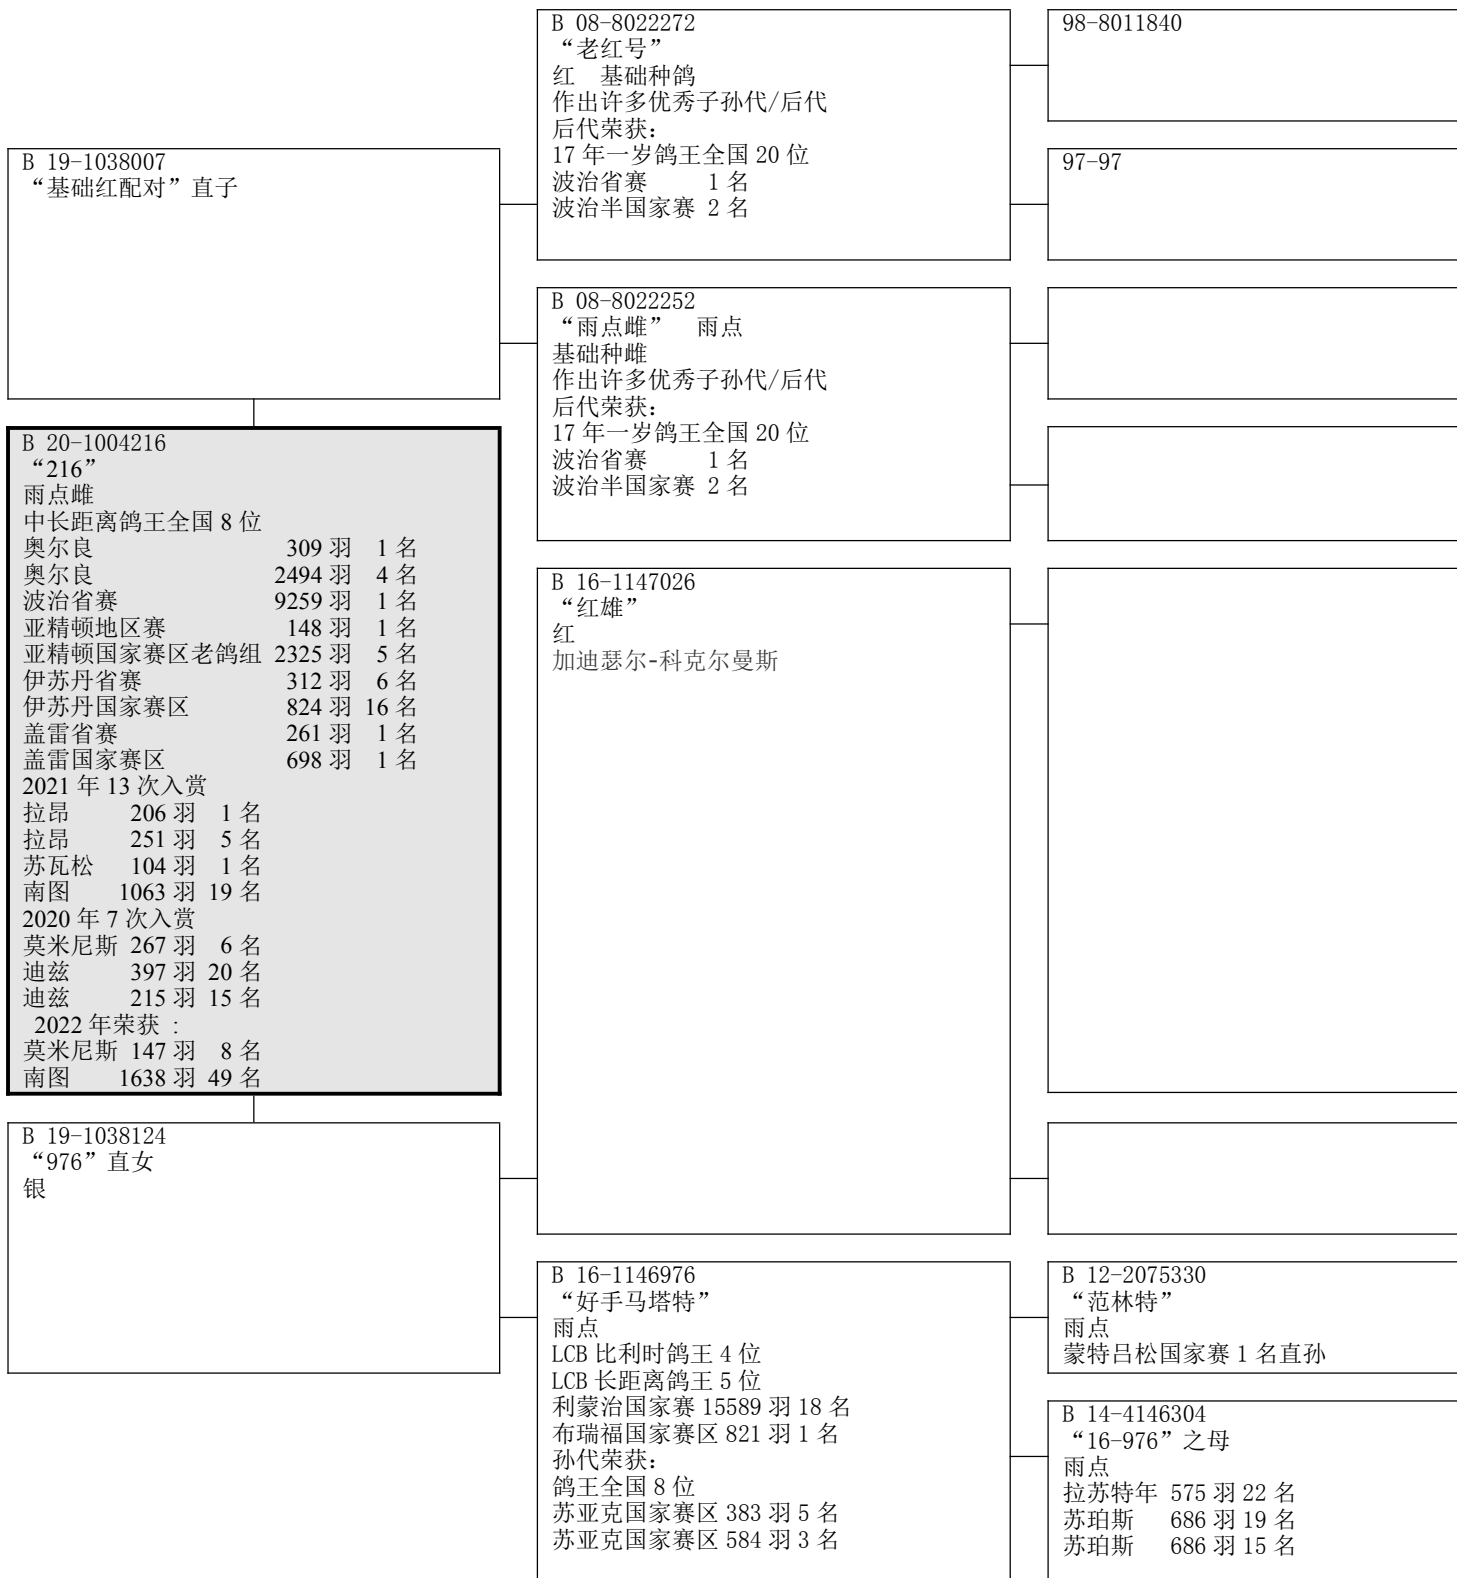 B 19-1038007
“基础红配对”直子
B 20-1004216
“216”
雨点雌
中长距离鸽王全国 8 位
奥尔良 309 羽 1 名
奥尔良 2494 羽 4 名
波治省赛 9259 羽 1 名
亚精顿地区赛 148 羽 1 名
亚精顿国家赛区老鸽组 2325 羽 5 名
伊苏丹省赛 312 羽 6 名
伊苏丹国家赛区 824 羽 16 名
盖雷省赛 261 羽 1 名
盖雷国家赛区 698 羽 1 名
2021 年 13 次入赏
拉昂 206 羽 1 名
拉昂 251 羽 5 名
苏瓦松 104 羽 1 名
南图 1063 羽 19 名
2020 年 7 次入赏
莫米尼斯 267 羽 6 名
迪兹 397 羽 20 名
迪兹 215 羽 15 名
2022 年荣获 :
莫米尼斯 147 羽 8 名
南图 1638 羽 49 名
B 19-1038124
“976”直女
银
B 08-8022272
“老红号”
红 基础种鸽
作出许多优秀子孙代/后代
后代荣获:
17 年一岁鸽王全国 20 位
波治省赛 1 名
波治半国家赛 2 名
B 08-8022252
“雨点雌” 雨点
基础种雌
作出许多优秀子孙代/后代
后代荣获:
17 年一岁鸽王全国 20 位
波治省赛 1 名
波治半国家赛 2 名
B 16-1147026
“红雄”
红
加迪瑟尔-科克尔曼斯
B 16-1146976
“好手马塔特”
雨点
LCB 比利时鸽王 4 位
LCB 长距离鸽王 5 位
利蒙治国家赛 15589 羽 18 名
布瑞福国家赛区 821 羽 1 名
孙代荣获:
鸽王全国 8 位
苏亚克国家赛区 383 羽 5 名
苏亚克国家赛区 584 羽 3 名
98-8011840
97-97
B 12-2075330
“范林特”
雨点
蒙特吕松国家赛 1 名直孙
B 14-4146304
“16-976”之母
雨点
拉苏特年 575 羽 22 名
苏珀斯 686 羽 19 名
苏珀斯 686 羽 15 名